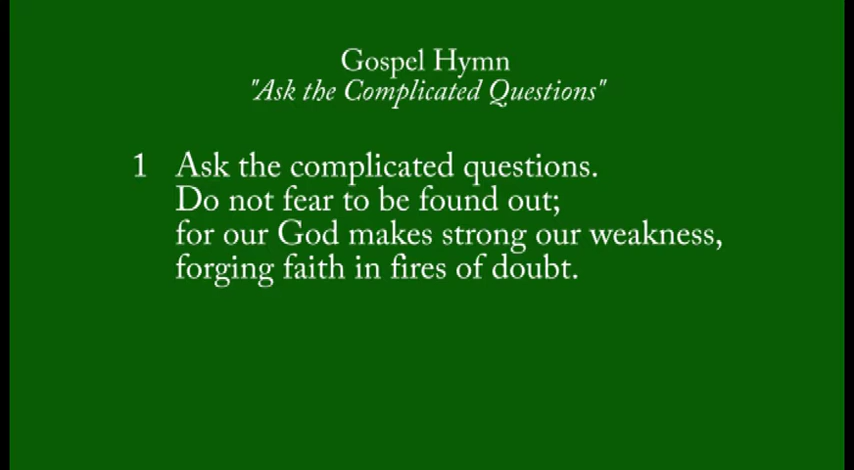 Gospel Hymn
"Ask the Complicated Questions"
1 Ask the complicated questions.
Do not fear to be found out;
for our God makes strong our weakness,
forging faith in fires of doubt.